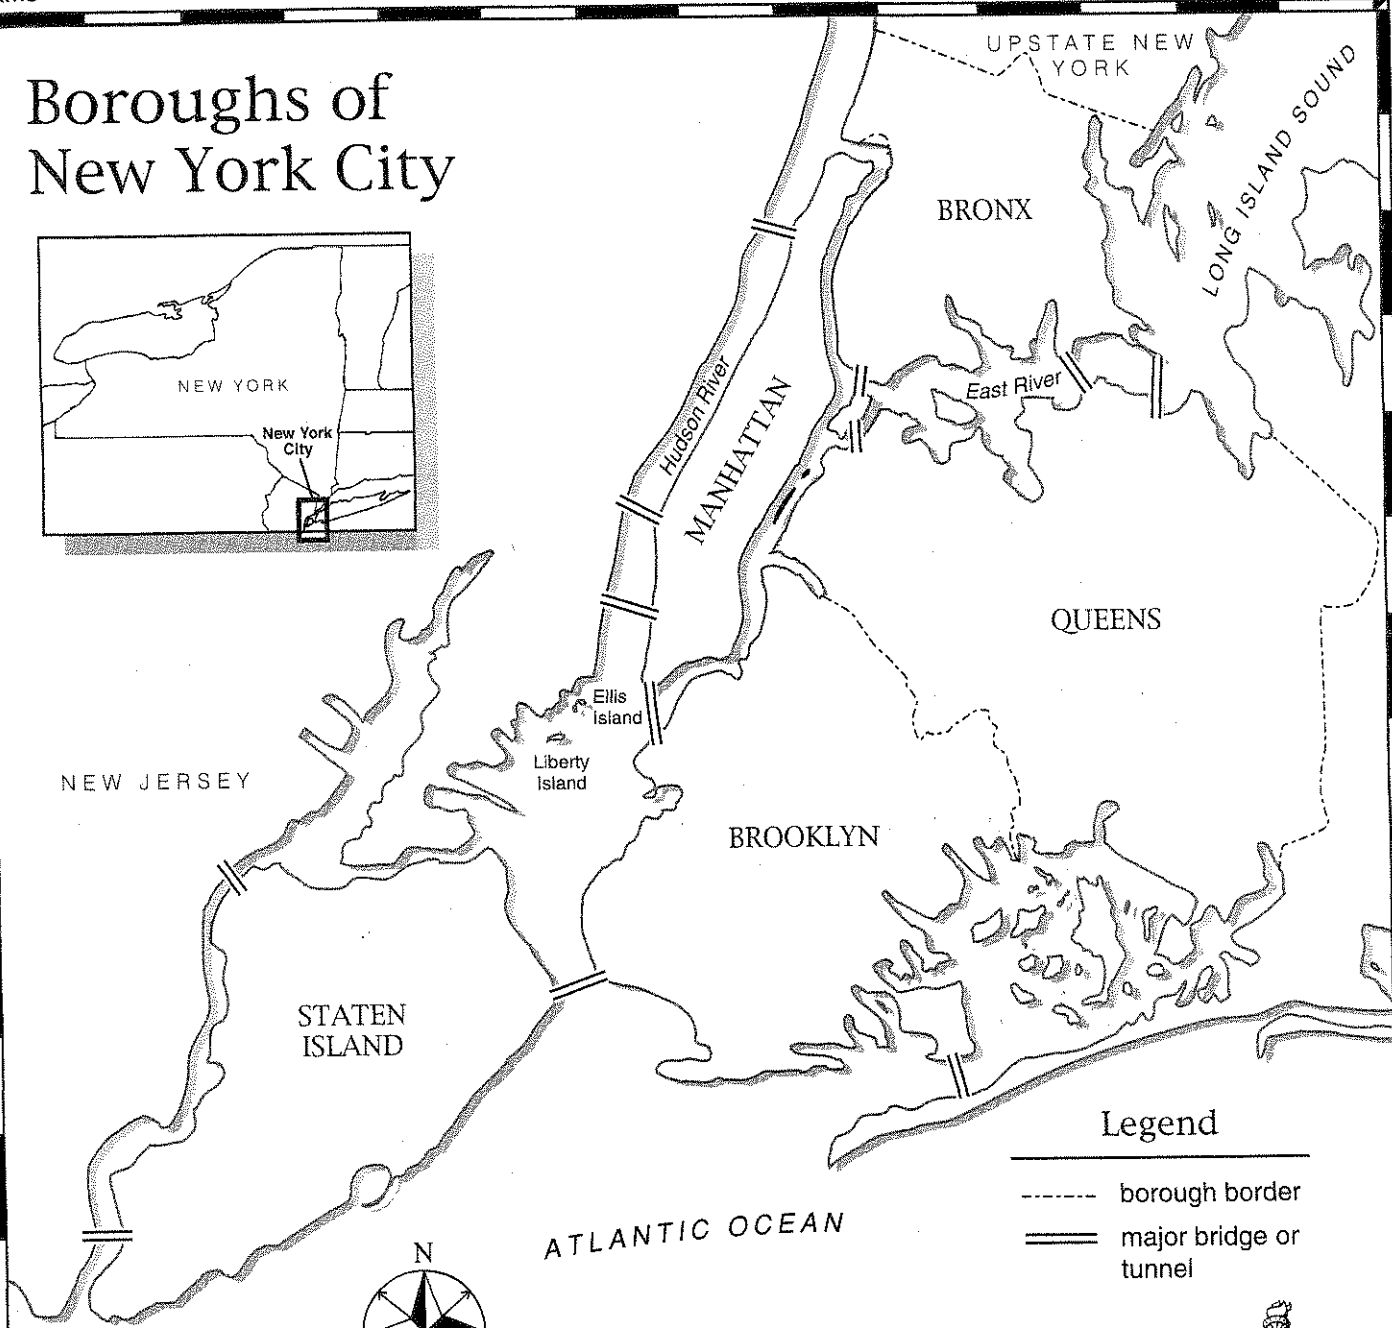 Boroughs of
New York City
NEW YORK
New York
City
UPSTATE NEW
YORK
LONG ISLAND SOUND
BRONX
Hudson River
MANHATTAN
East River
QUEENS
Ellis
Island
Liberty
Island
NEW JERSEY
BROOKLYN
STATEN
ISLAND
ATLANTIC OCEAN
N
Legend
borough border
major bridge or
tunnel